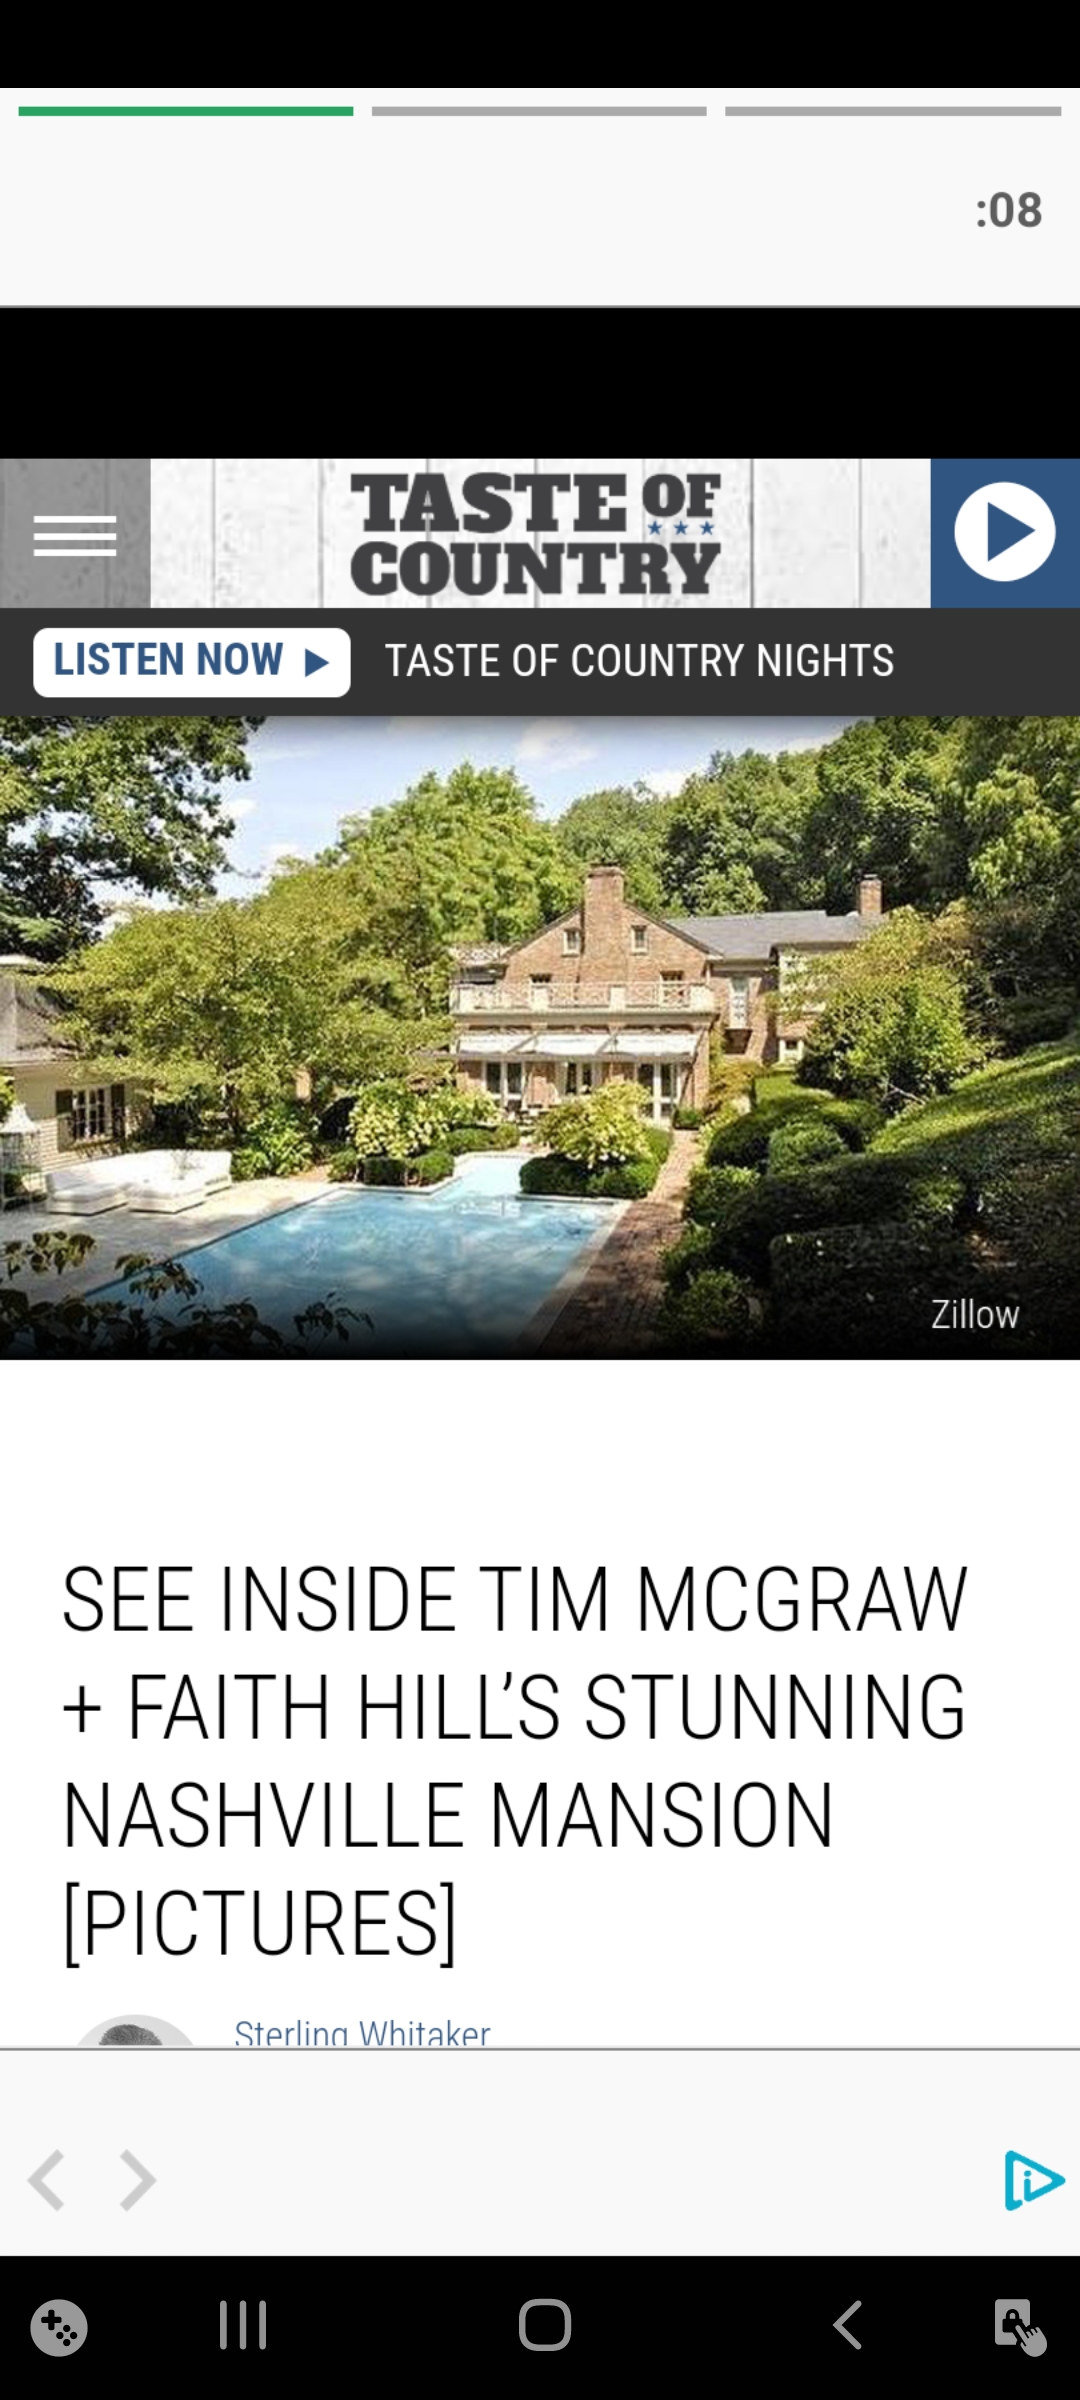 :08
TASTE OF
COUNTRY
LISTEN NOW
TASTE OF COUNTRY NIGHTS
Zillow
SEE INSIDE TIM MCGRAW
+ FAITH HILL’S STUNNING
NASHVILLE MANSION
[PICTURES]
Sterling Whitaker